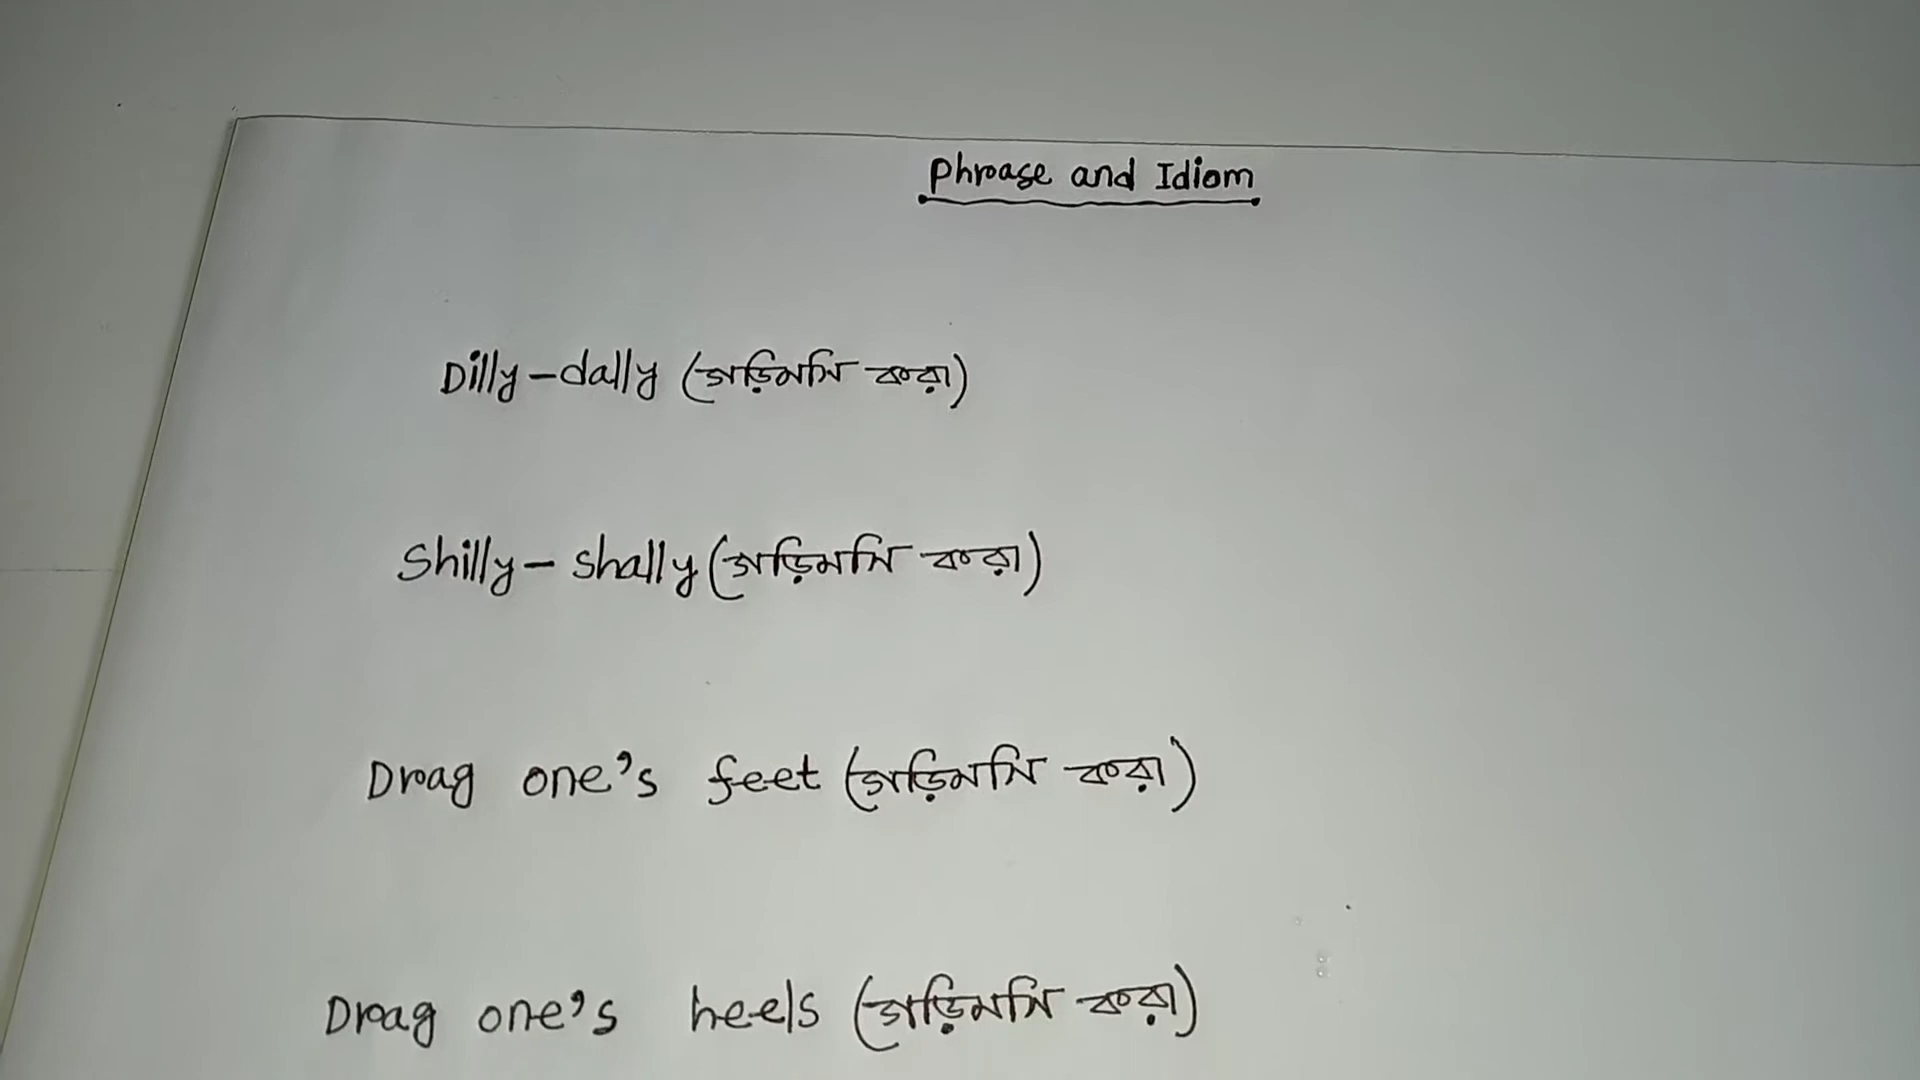 Phrase and Idiom
Dilly-dally (গড়িমসি করা)
Shilly-shally (গড়িমসি করা)
Drag one's feet (গড়িমসি করা)
Drag one's heels (গড়িমসি করা)